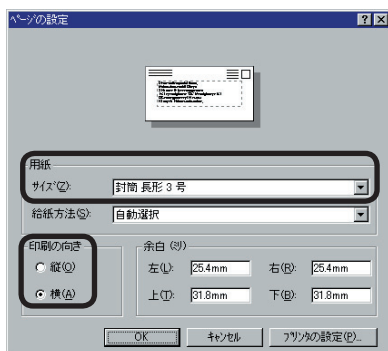 ページの設定
用紙
サイズ(Z):
封筒 長形 3 号
給紙方法(S):
自動選択
印刷の向き
縦(O)
横(A)
余白 (ミリ)
左(L): 25.4mm 右(R): 25.4mm
上(T): 31.8mm 下(B): 31.8mm
OK キャンセル プリンタの設定(P)...